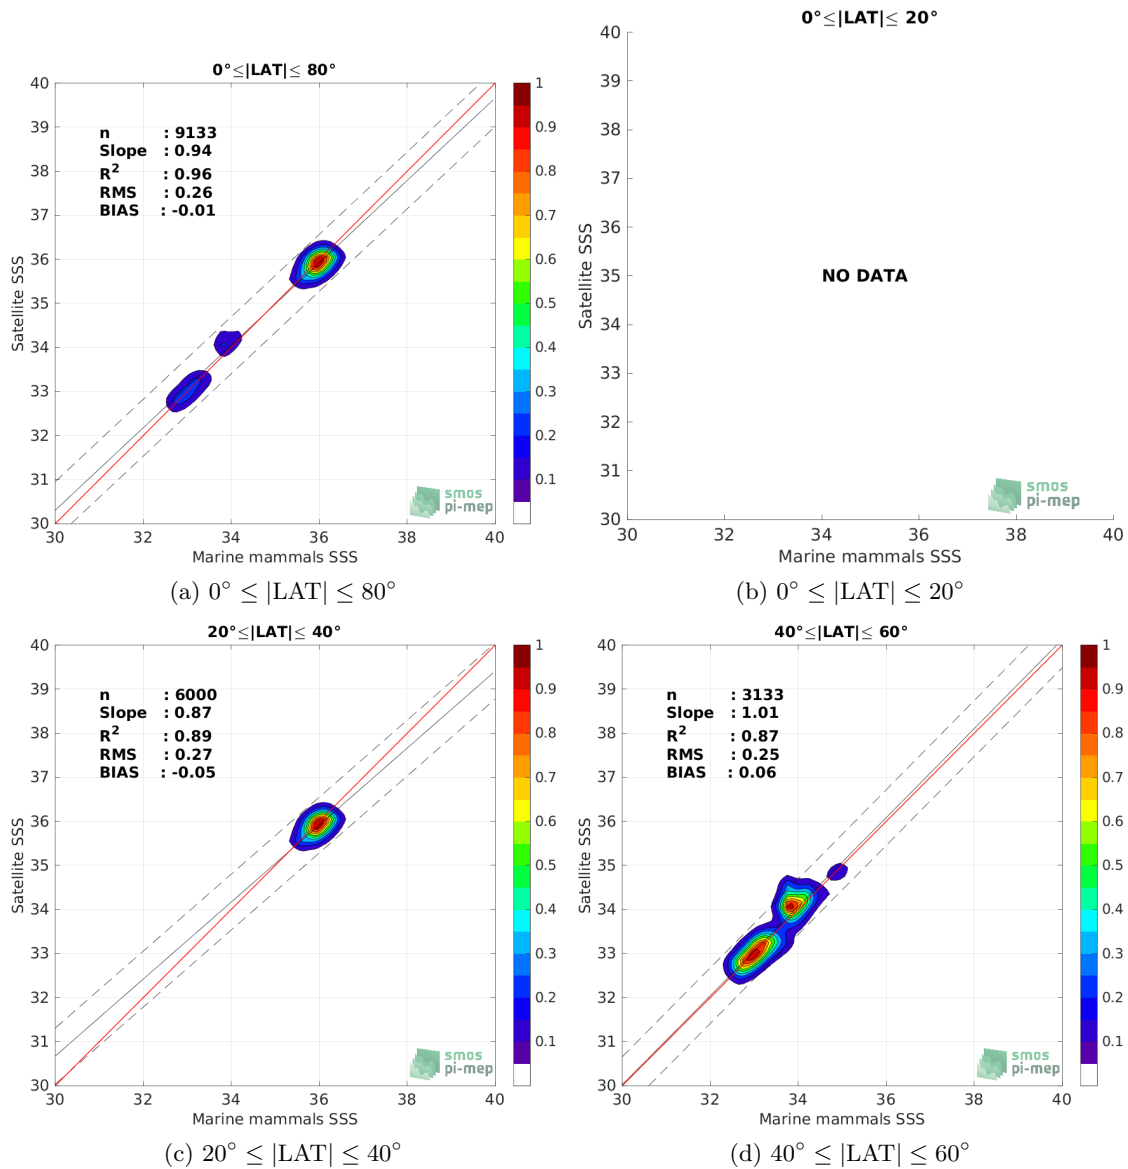 0°≤|LAT|≤ 80°
40
39
38
37
36
35
34
33
32
31
30
n : 9133
Slope : 0.94
R² : 0.96
RMS : 0.26
BIAS : -0.01
1
0.9
0.8
0.7
0.6
0.5
0.4
0.3
0.2
0.1
Satellite SSS
smos
pi-mep
30 32 34 36 38 40
Marine mammals SSS
(a) 0° ≤ |LAT| ≤ 80°
0°≤|LAT|≤ 20°
40
39
38
37
36
35
34
33
32
31
30
Satellite SSS
NO DATA
smos
pi-mep
30 32 34 36 38 40
Marine mammals SSS
(b) 0° ≤ |LAT| ≤ 20°
20°≤|LAT|≤ 40°
40
39
38
37
36
35
34
33
32
31
30
n : 6000
Slope : 0.87
R² : 0.89
RMS : 0.27
BIAS : -0.05
1
0.9
0.8
0.7
0.6
0.5
0.4
0.3
0.2
0.1
Satellite SSS
smos
pi-mep
30 32 34 36 38 40
Marine mammals SSS
(c) 20° ≤ |LAT| ≤ 40°
40°≤|LAT|≤ 60°
40
39
38
37
36
35
34
33
32
31
30
n : 3133
Slope : 1.01
R² : 0.87
RMS : 0.25
BIAS : 0.06
1
0.9
0.8
0.7
0.6
0.5
0.4
0.3
0.2
0.1
Satellite SSS
smos
pi-mep
30 32 34 36 38 40
Marine mammals SSS
(d) 40° ≤ |LAT| ≤ 60°